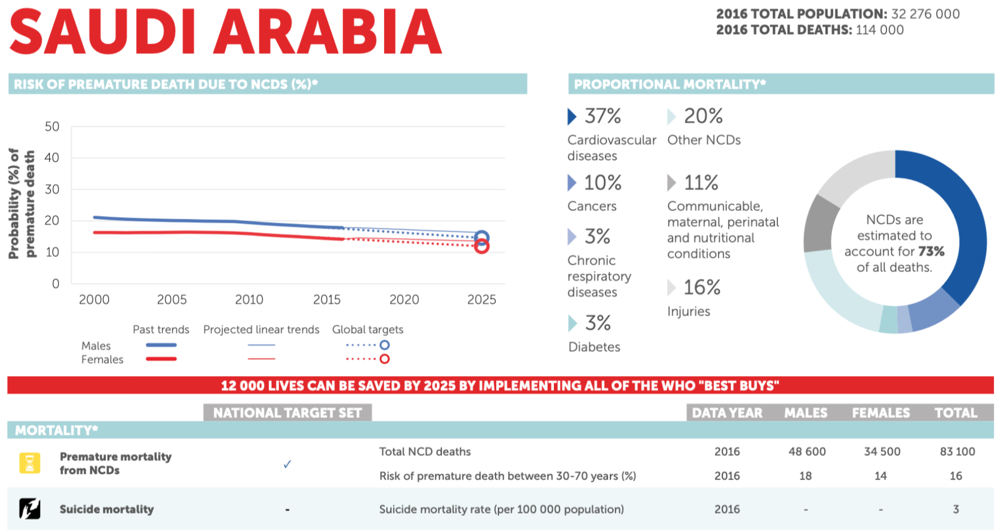 SAUDI ARABIA
2016 TOTAL POPULATION: 32 276 000
2016 TOTAL DEATHS: 114 000
RISK OF PREMATURE DEATH DUE TO NCDS (%)*
Probability (%) of
premature death
50
40
30
20
10
0
2000 2005 2010 2015 2020 2025
Past trends Projected linear trends Global targets
Males
Females
PROPORTIONAL MORTALITY*
37%
Cardiovascular
diseases
10%
Cancers
3%
Chronic
respiratory
diseases
3%
Diabetes
20%
Other NCDs
11%
Communicable,
maternal, perinatal
and nutritional
conditions
16%
Injuries
NCDs are
estimated to
account for 73%
of all deaths.
12 000 LIVES CAN BE SAVED BY 2025 BY IMPLEMENTING ALL OF THE WHO "BEST BUYS"
NATIONAL TARGET SET DATA YEAR MALES FEMALES TOTAL
MORTALITY*
Premature mortality
from NCDs
✓
Total NCD deaths 2016 48 600 34 500 83 100
Risk of premature death between 30-70 years (%) 2016 18 14 16
Suicide mortality - Suicide mortality rate (per 100 000 population) 2016 - - 3